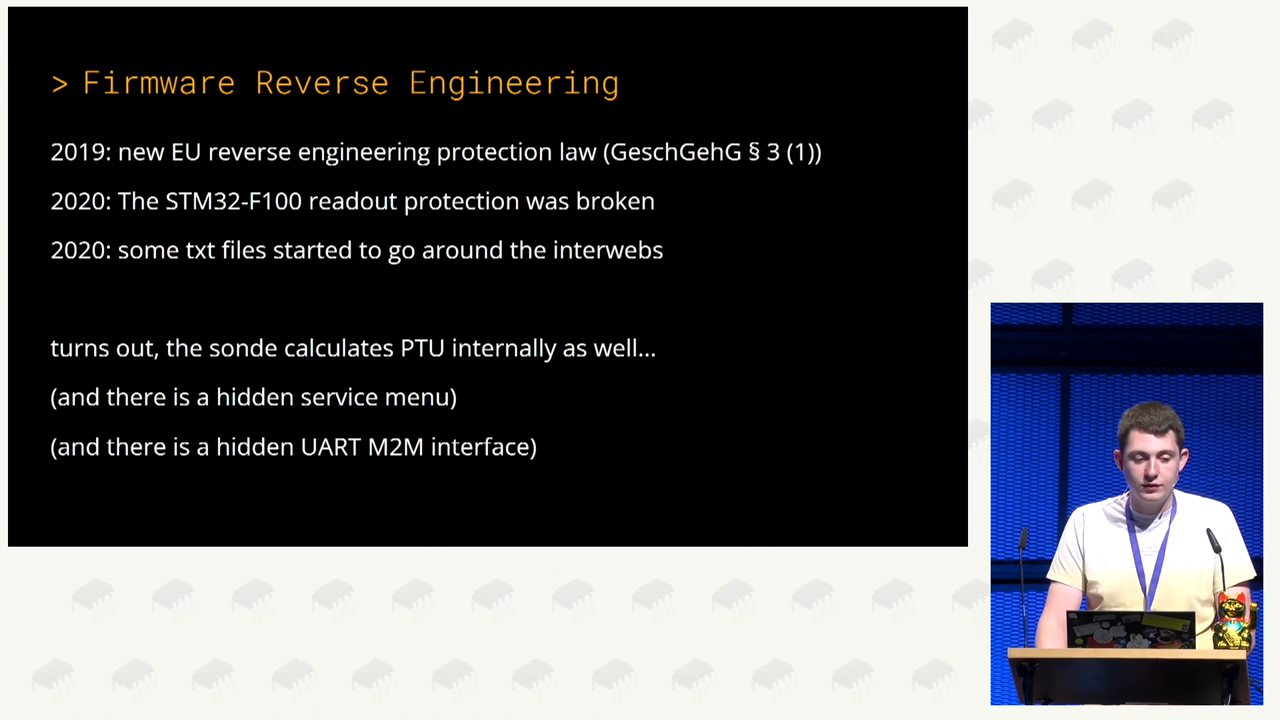 > Firmware Reverse Engineering
2019: new EU reverse engineering protection law (GeschGehG § 3 (1))
2020: The STM32-F100 readout protection was broken
2020: some txt files started to go around the interwebs
turns out, the sonde calculates PTU internally as well...
(and there is a hidden service menu)
(and there is a hidden UART M2M interface)